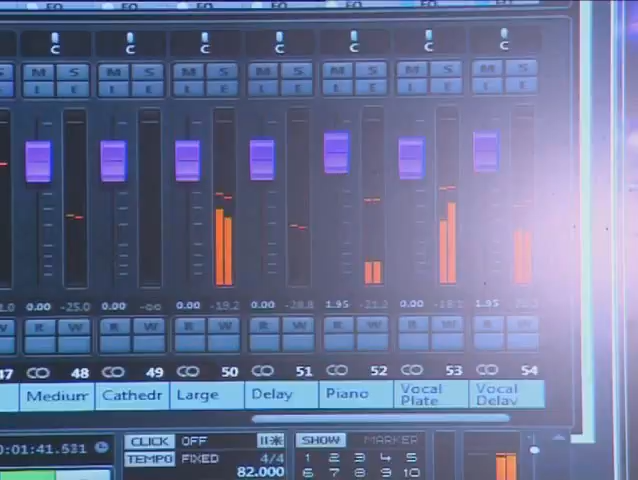 C C C C C C C
M S M S M S M S M S M S M S
L E L E L E L E L E L E L E
0.00 -25.0 0.00 -oo 0.00 -19.2 0.00 -28.8 1.95 0.00 1.95
W R W R W R W R W R W R W R W
47 48 49 50 51 52 53 54
Medium Cathedr Large Delay Piano Vocal Plate Vocal Delay
0:01:41.531 CLICK OFF SHOW MARKER
TEMPO FIXED 4/4 1 2 3 4 5
82.000 6 7 8 9 10